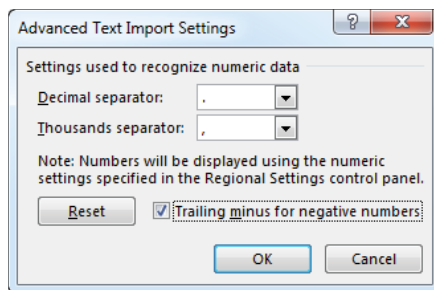 Advanced Text Import Settings
Settings used to recognize numeric data
Decimal separator: .
Thousands separator: ,
Note: Numbers will be displayed using the numeric
settings specified in the Regional Settings control panel.
Reset Trailing minus for negative numbers
OK Cancel